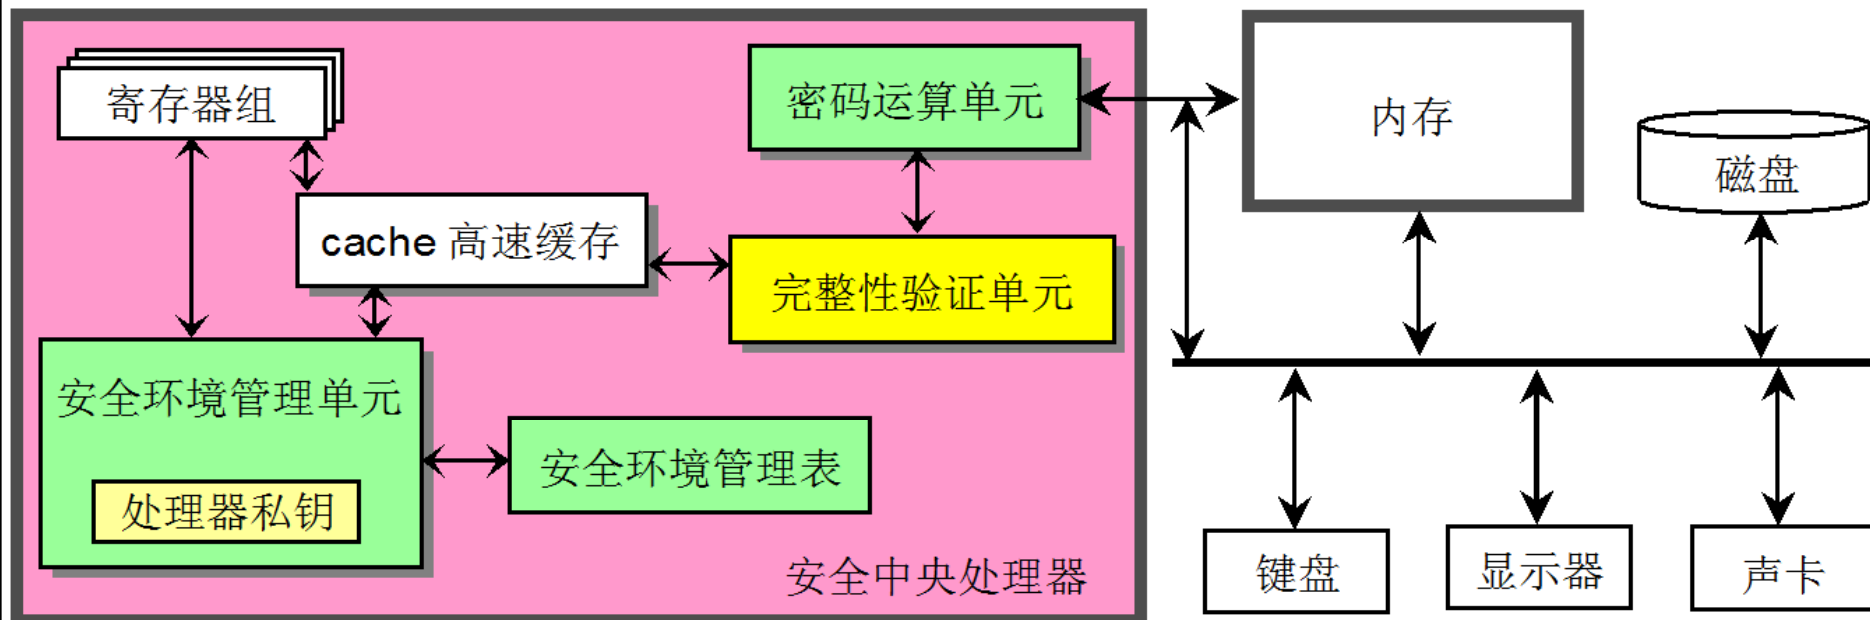 寄存器组
密码运算单元
内存
磁盘
cache 高速缓存
完整性验证单元
安全环境管理单元
安全环境管理表
处理器私钥
安全中央处理器
键盘
显示器
声卡